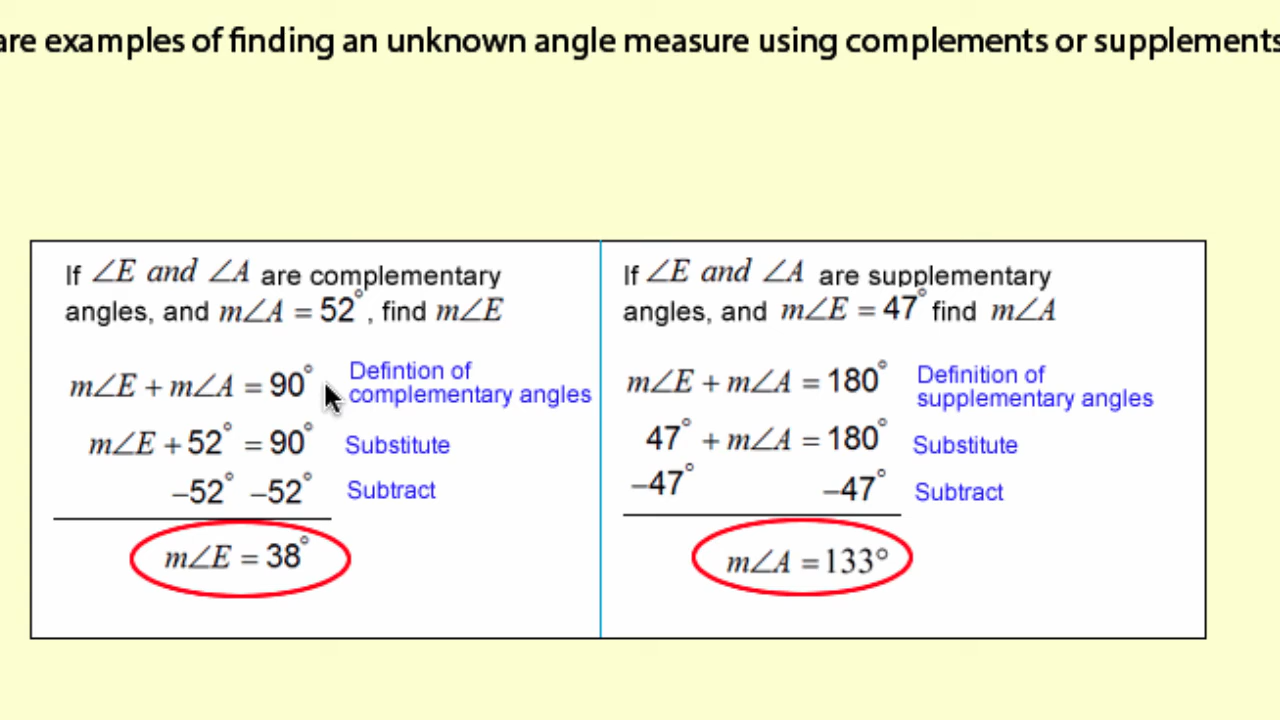 are examples of finding an unknown angle measure using complements or supplements
If ∠E and ∠A are complementary
angles, and m∠A = 52°, find m∠E
m∠E + m∠A = 90° Defintion of
complementary angles
m∠E + 52° = 90° Substitute
−52° −52° Subtract
m∠E = 38°
If ∠E and ∠A are supplementary
angles, and m∠E = 47° find m∠A
m∠E + m∠A = 180° Definition of
supplementary angles
47° + m∠A = 180° Substitute
−47° −47° Subtract
m∠A = 133°